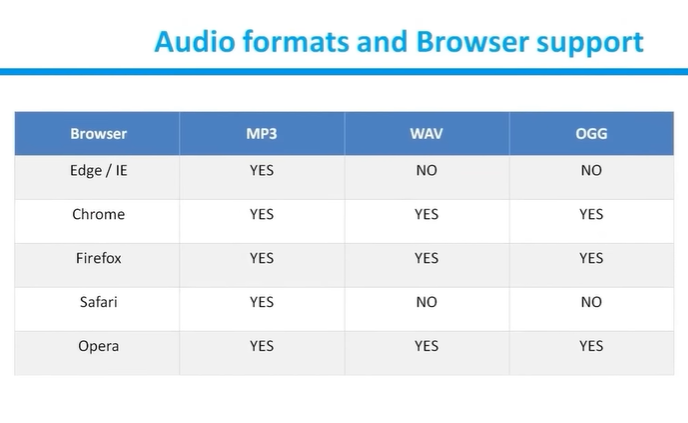 Audio formats and Browser support
Browser MP3 WAV OGG
Edge / IE YES NO NO
Chrome YES YES YES
Firefox YES YES YES
Safari YES NO NO
Opera YES YES YES